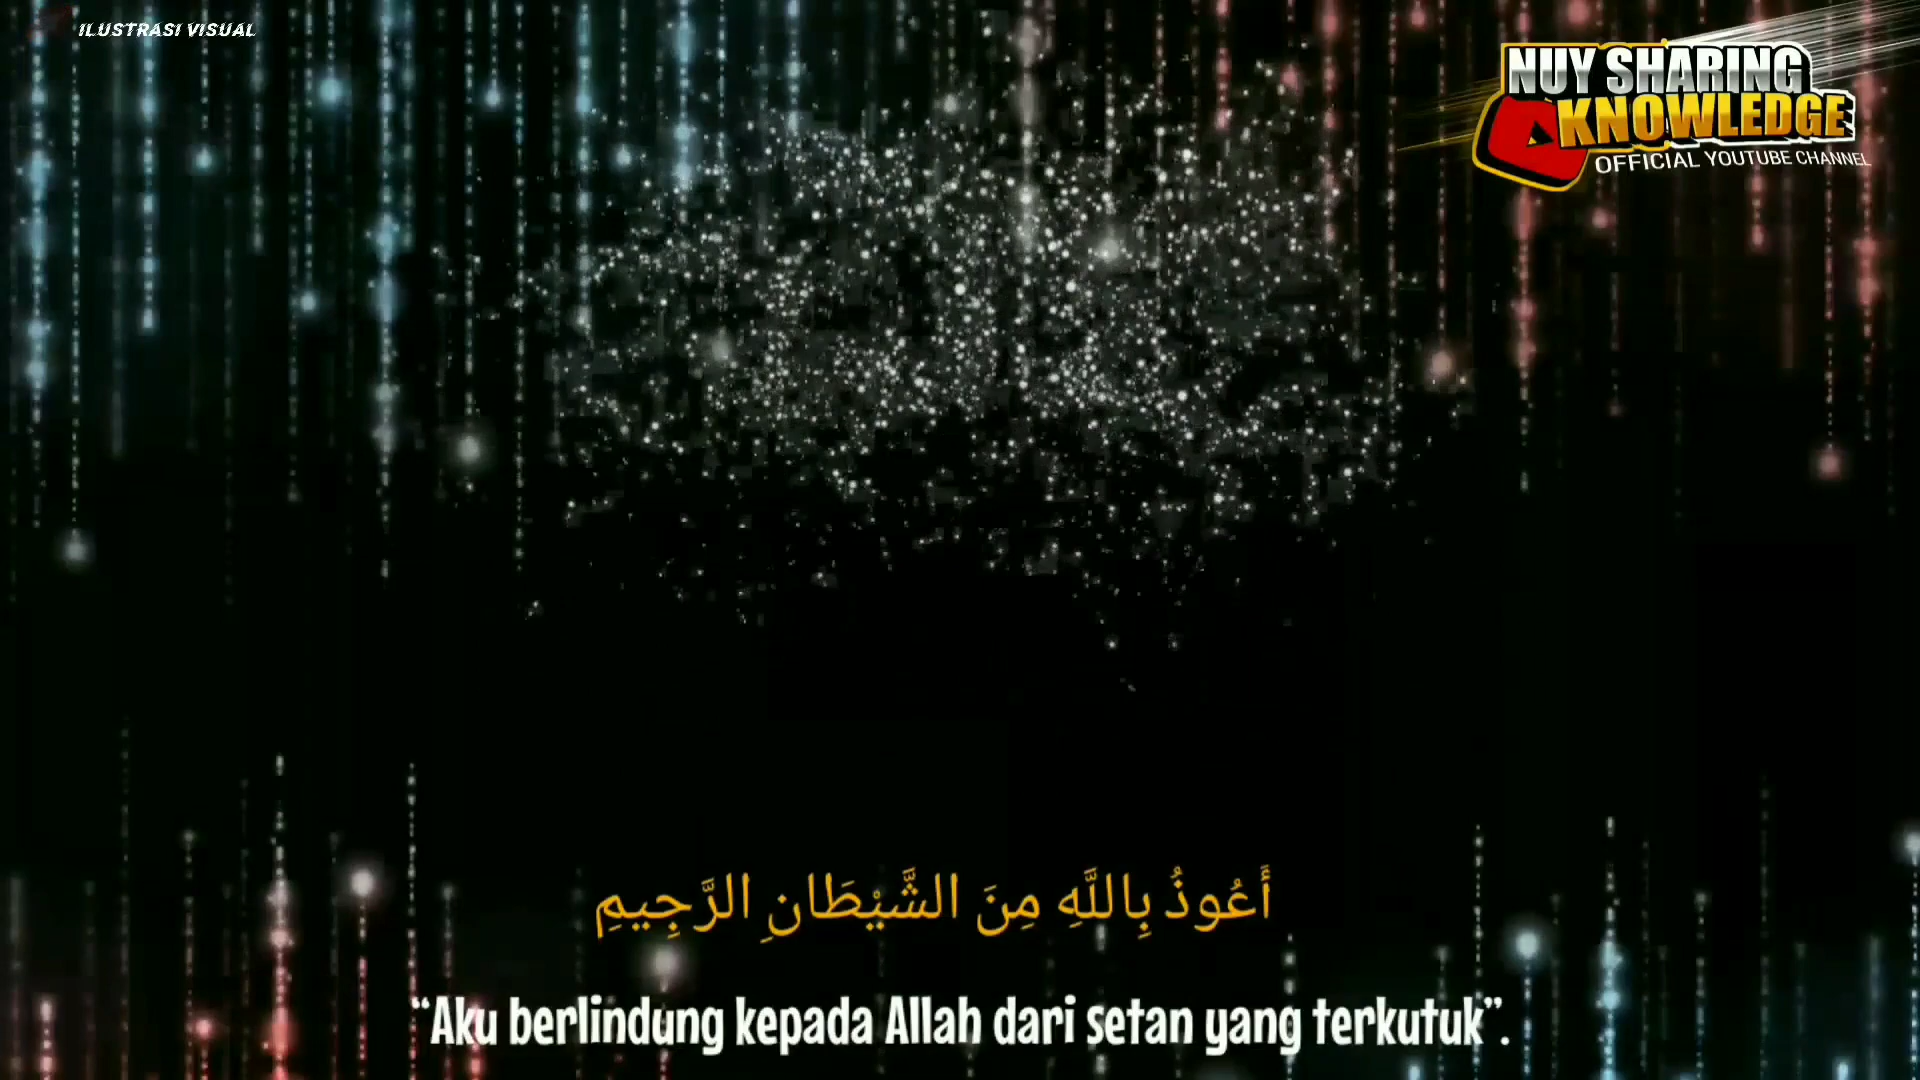 ILUSTRASI VISUAL
NUY SHARING
KNOWLEDGE
OFFICIAL YOUTUBE CHANNEL
أَعُوذُ بِاللَّهِ مِنَ الشَّيْطَانِ الرَّجِيمِ
“Aku berlindung kepada Allah dari setan yang terkutuk”.